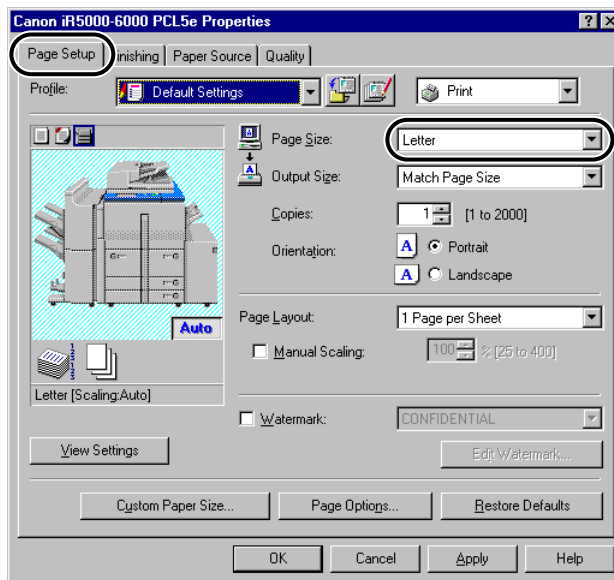 Canon iR5000-6000 PCL5e Properties
Page Setup inishing Paper Source Quality
Profile: Default Settings Print
Page Size: Letter
Output Size: Match Page Size
Copies: 1 [1 to 2000]
Orientation: A Portrait
A Landscape
Auto
Page Layout: 1 Page per Sheet
Manual Scaling: 100 % [25 to 400]
Letter [Scaling:Auto]
Watermark: CONFIDENTIAL
View Settings Edit Watermark...
Custom Paper Size... Page Options... Restore Defaults
OK Cancel Apply Help